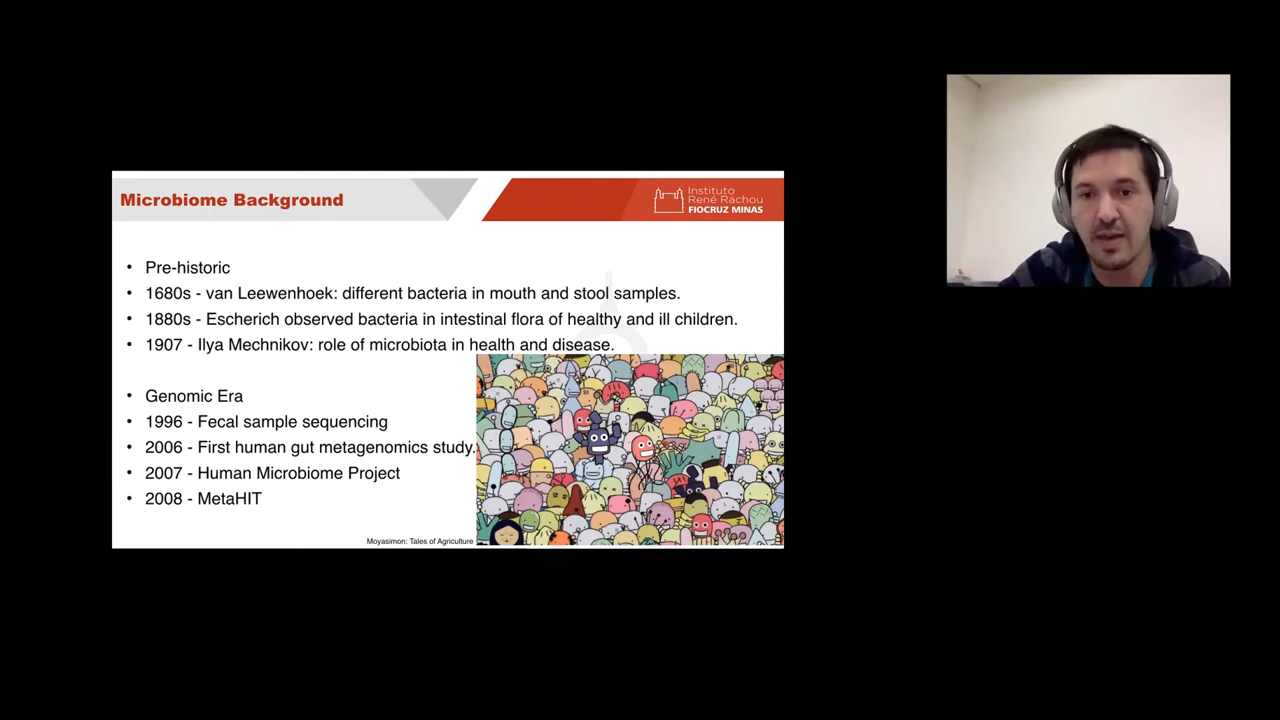 Microbiome Background
Instituto
René Rachou
FIOCRUZ MINAS
• Pre-historic
• 1680s - van Leewenhoek: different bacteria in mouth and stool samples.
• 1880s - Escherich observed bacteria in intestinal flora of healthy and ill children.
• 1907 - Ilya Mechnikov: role of microbiota in health and disease.
• Genomic Era
• 1996 - Fecal sample sequencing
• 2006 - First human gut metagenomics study.
• 2007 - Human Microbiome Project
• 2008 - MetaHIT
Moyasimon: Tales of Agriculture